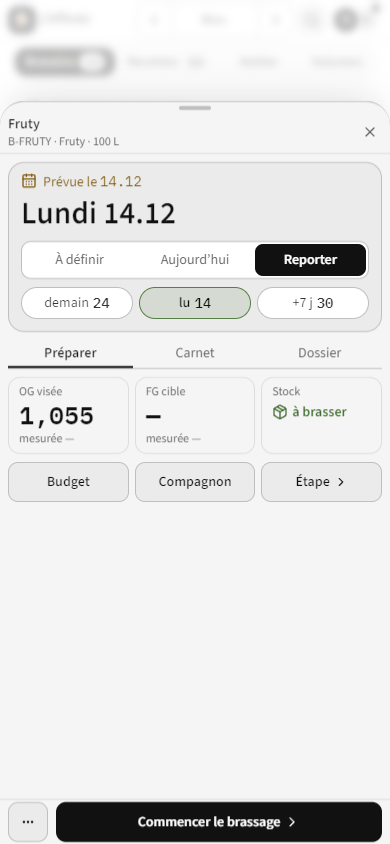 Fruty
B-FRUTY · Fruty · 100 L
Prévue le 14.12
Lundi 14.12
À définir Aujourd’hui Reporter
demain 24 lu 14 +7 j 30
Préparer Carnet Dossier
OG visée FG cible Stock
1,055 — à brasser
mesurée — mesurée —
Budget Compagnon Étape
Commencer le brassage